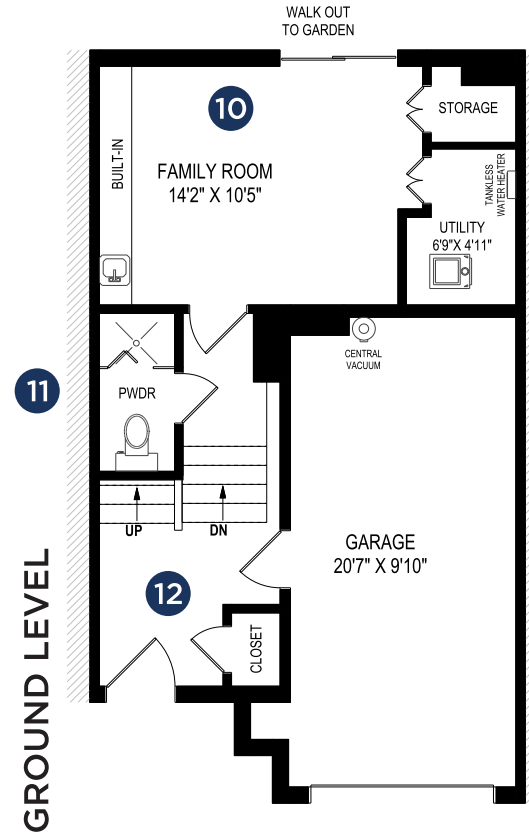 WALK OUT
TO GARDEN
10
STORAGE
BUILT-IN
FAMILY ROOM
14'2" X 10'5"
TANKLESS
WATER HEATER
UTILITY
6'9"X 4'11"
CENTRAL
VACUUM
11
PWDR
UP
DN
GARAGE
20'7" X 9'10"
12
CLOSET
GROUND LEVEL